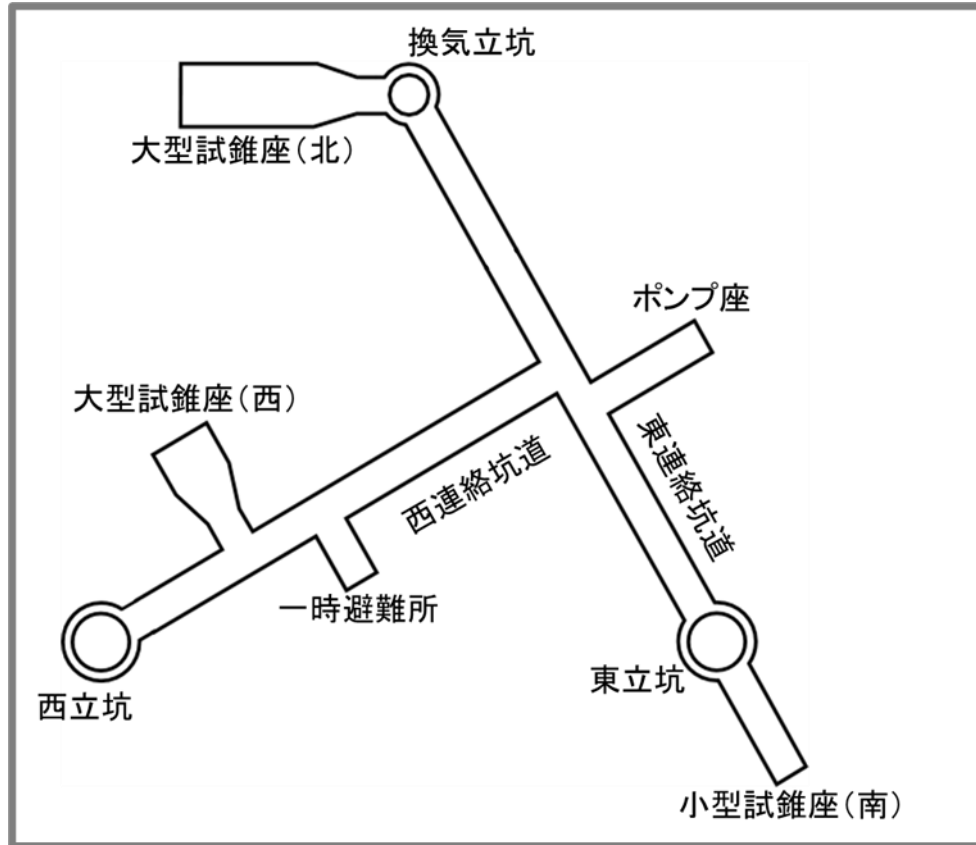 換気立坑
大型試錐座（北）
ポンプ座
大型試錐座（西）
東連絡坑道
西連絡坑道
一時避難所
東立坑
西立坑
小型試錐座（南）